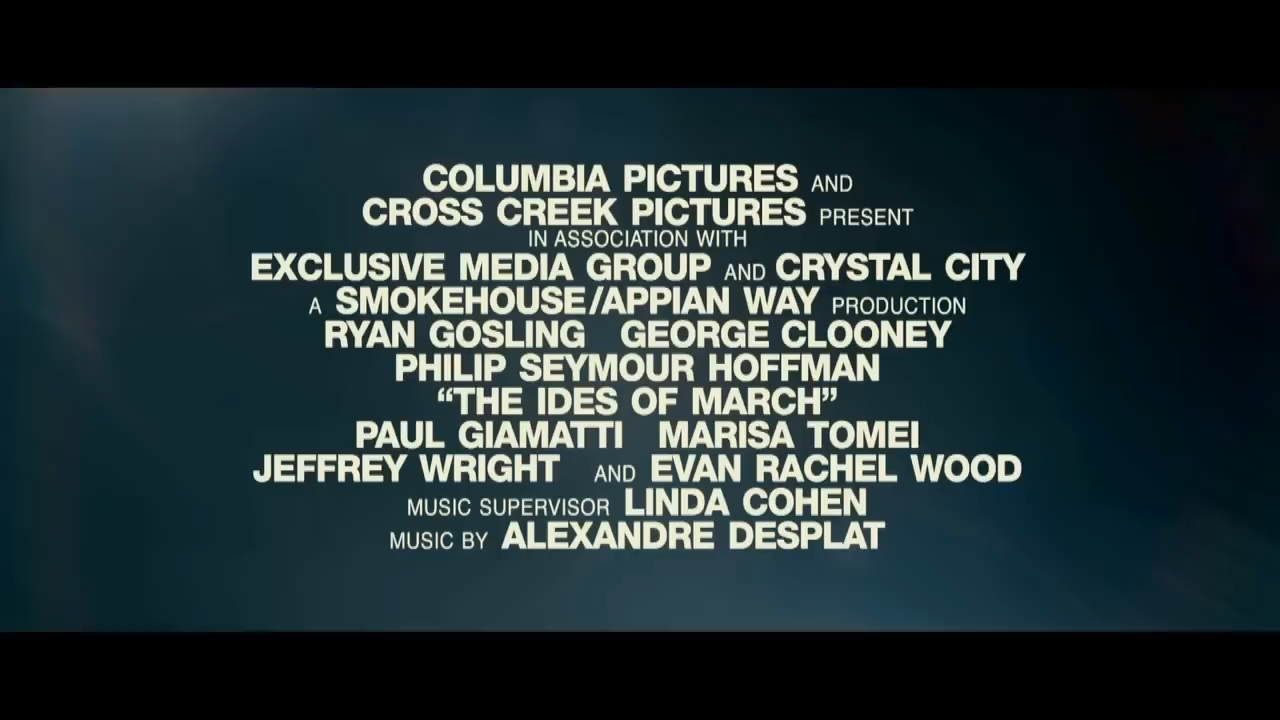 COLUMBIA PICTURES AND
CROSS CREEK PICTURES PRESENT
IN ASSOCIATION WITH
EXCLUSIVE MEDIA GROUP AND CRYSTAL CITY
A SMOKEHOUSE/APPIAN WAY PRODUCTION
RYAN GOSLING GEORGE CLOONEY
PHILIP SEYMOUR HOFFMAN
“THE IDES OF MARCH”
PAUL GIAMATTI MARISA TOMEI
JEFFREY WRIGHT AND EVAN RACHEL WOOD
MUSIC SUPERVISOR LINDA COHEN
MUSIC BY ALEXANDRE DESPLAT